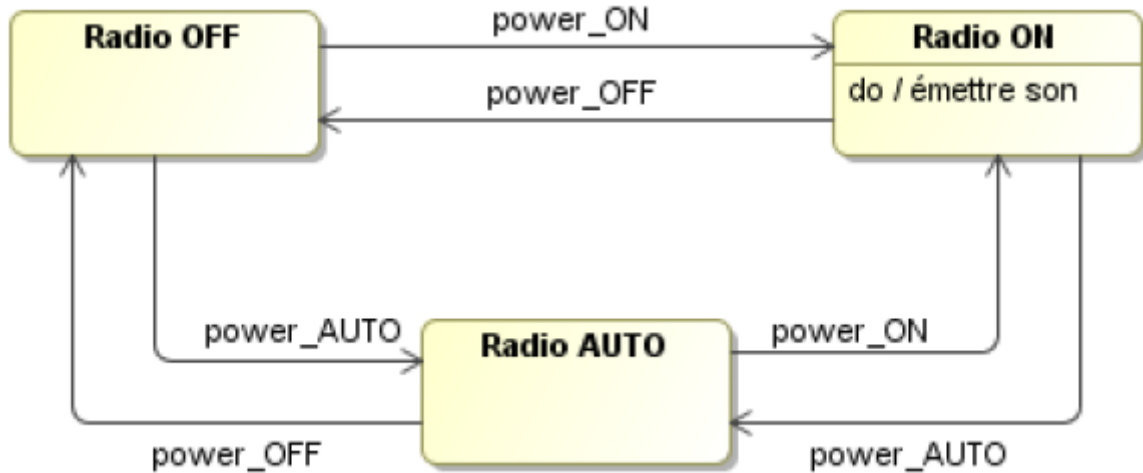 power_ON
Radio OFF
Radio ON
do / émettre son
power_OFF
power_AUTO
Radio AUTO
power_ON
power_OFF
power_AUTO